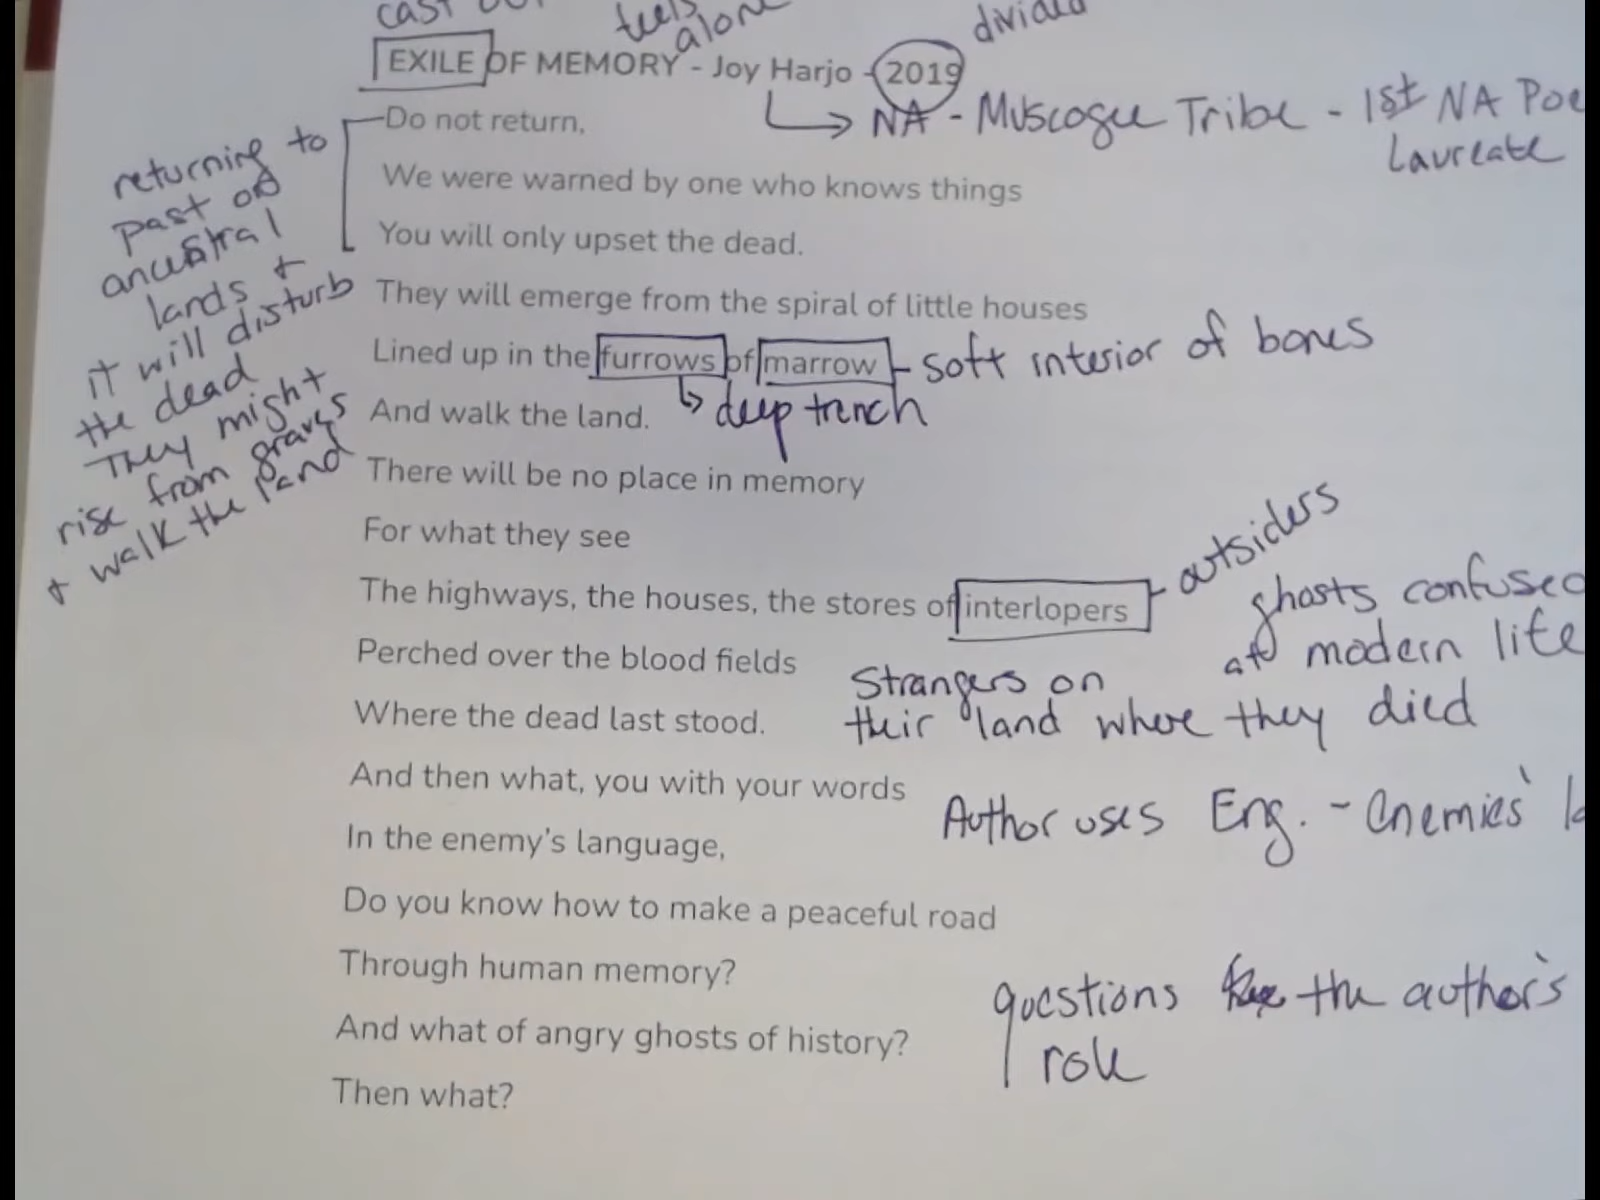 cast
feels
alone
divided
EXILE OF MEMORY - Joy Harjo - 2019
NA - Muscogee Tribe - 1st NA
Laureate
Do not return,
We were warned by one who knows things
You will only upset the dead.
They will emerge from the spiral of little houses
Lined up in the furrows of marrow
And walk the land.
There will be no place in memory
For what they see
The highways, the houses, the stores of interlopers
Perched over the blood fields
Where the dead last stood.
And then what, you with your words
In the enemy's language,
Do you know how to make a peaceful road
Through human memory?
And what of angry ghosts of history?
Then what?
returning to
past or
ancestral
lands +
it will disturb
the dead
They might
rise from graves
+ walk the land
soft interior of bones
deep trench
outsiders
ghosts confused
at modern life
Strangers on
their land where they died
Author uses Eng. - enemies'
questions the author's
role